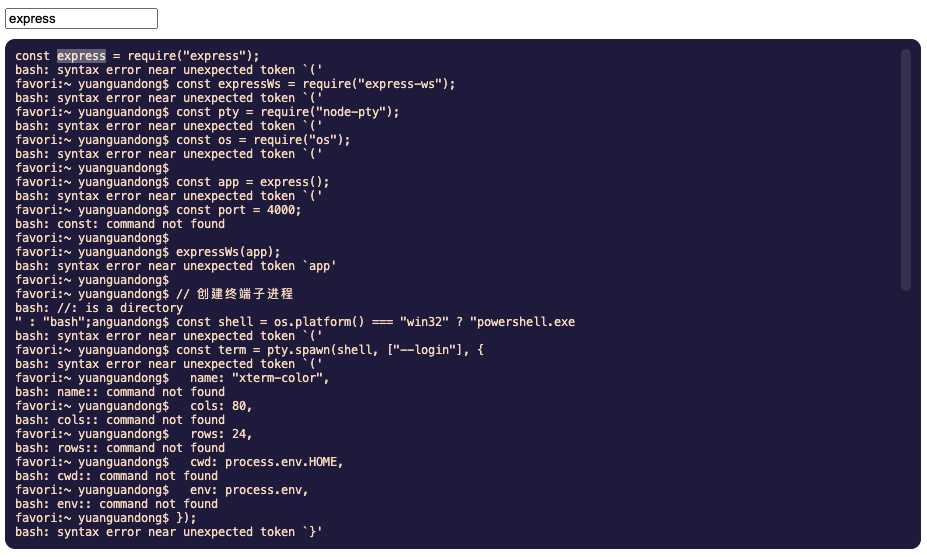 express
const express = require("express");
bash: syntax error near unexpected token `('
favori:~ yuanguandong$ const expressWs = require("express-ws");
bash: syntax error near unexpected token `('
favori:~ yuanguandong$ const pty = require("node-pty");
bash: syntax error near unexpected token `('
favori:~ yuanguandong$ const os = require("os");
bash: syntax error near unexpected token `('
favori:~ yuanguandong$
favori:~ yuanguandong$ const app = express();
bash: syntax error near unexpected token `('
favori:~ yuanguandong$ const port = 4000;
bash: const: command not found
favori:~ yuanguandong$
favori:~ yuanguandong$ expressWs(app);
bash: syntax error near unexpected token `app'
favori:~ yuanguandong$
favori:~ yuanguandong$ // 创建终端子进程
bash: //: is a directory
" : "bash";anguandong$ const shell = os.platform() === "win32" ? "powershell.exe
bash: syntax error near unexpected token `('
favori:~ yuanguandong$ const term = pty.spawn(shell, ["--login"], {
bash: syntax error near unexpected token `('
favori:~ yuanguandong$   name: "xterm-color",
bash: name:: command not found
favori:~ yuanguandong$   cols: 80,
bash: cols:: command not found
favori:~ yuanguandong$   rows: 24,
bash: rows:: command not found
favori:~ yuanguandong$   cwd: process.env.HOME,
bash: cwd:: command not found
favori:~ yuanguandong$   env: process.env,
bash: env:: command not found
favori:~ yuanguandong$ });
bash: syntax error near unexpected token `}'